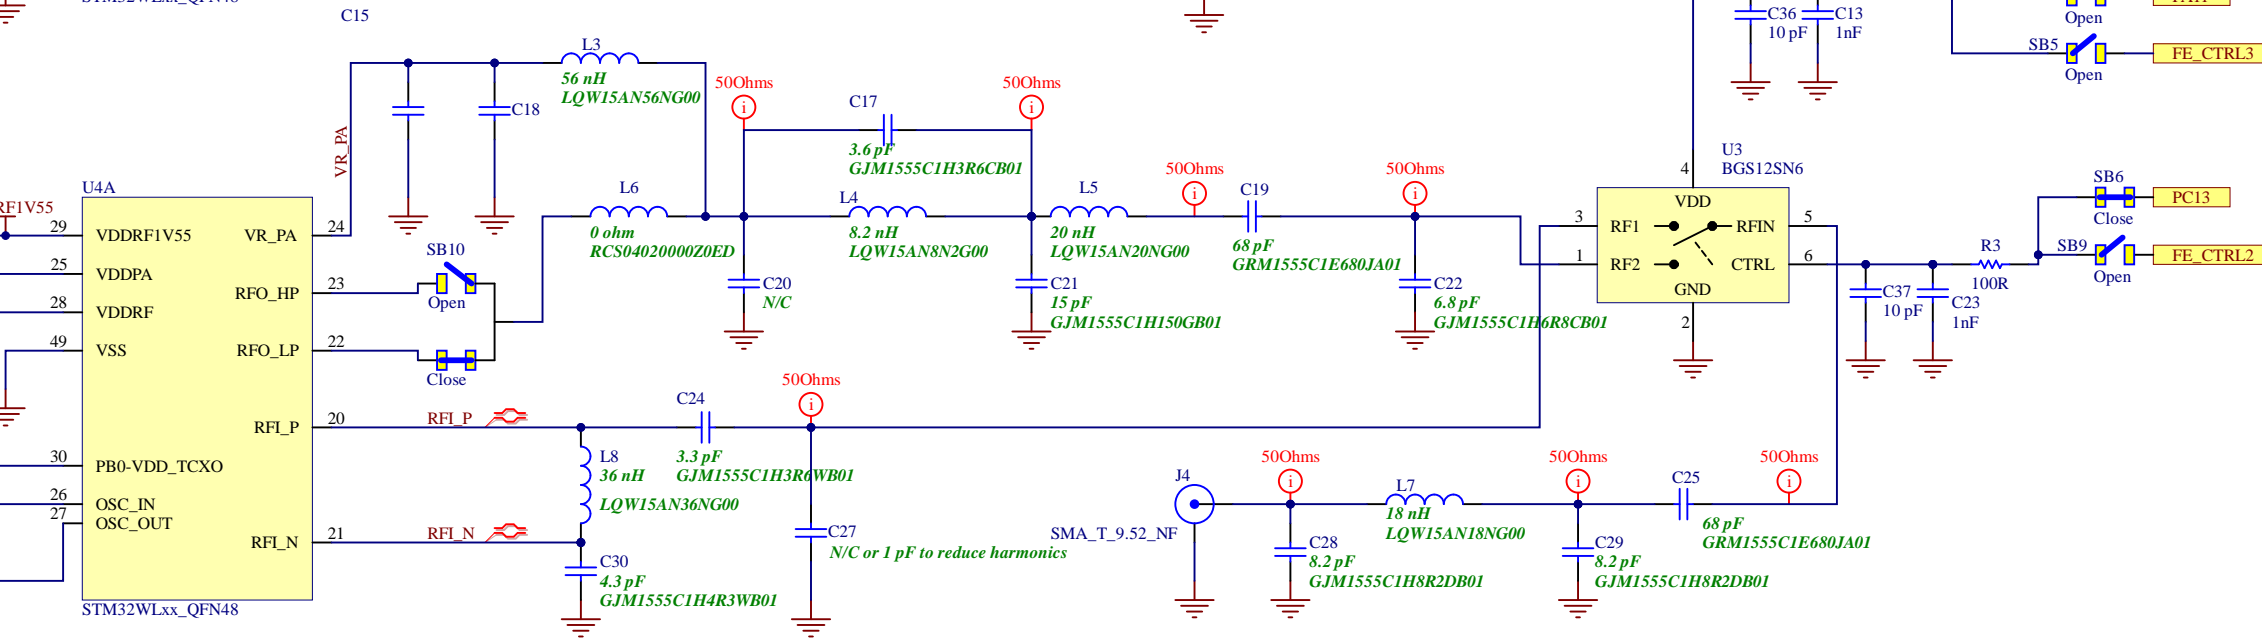 C15
L3
56 nH
LQW15AN56NG00
C18
VR_PA
50Ohms
i
50Ohms
i
C17
3.6 pF
GJM1555C1H3R6CB01
C36
10 pF
C13
1nF
Open
SB5
Open
FE_CTRL3
U4A
RF1V55
29
VDDRF1V55
25
VDDPA
28
VDDRF
49
VSS
30
PB0-VDD_TCXO
26
OSC_IN
27
OSC_OUT
VR_PA
24
RFO_HP
23
RFO_LP
22
RFI_P
20
RFI_N
21
STM32WLxx_QFN48
SB10
Open
Close
L6
0 ohm
RCS04020000Z0ED
L4
8.2 nH
LQW15AN8N2G00
L5
20 nH
LQW15AN20NG00
C20
N/C
C21
15 pF
GJM1555C1H150GB01
50Ohms
i
C19
68 pF
GRM1555C1E680JA01
50Ohms
i
C22
6.8 pF
GJM1555C1H6R8CB01
U3
BGS12SN6
4
VDD
3
RF1
RFIN
5
1
RF2
CTRL
6
GND
2
C37
10 pF
C23
1nF
R3
100R
SB6
Close
PC13
SB9
Open
FE_CTRL2
RFI_P
RFI_N
L8
36 nH
LQW15AN36NG00
C24
3.3 pF
GJM1555C1H3R6WB01
50Ohms
i
C27
N/C or 1 pF to reduce harmonics
C30
4.3 pF
GJM1555C1H4R3WB01
J4
SMA_T_9.52_NF
50Ohms
i
L7
18 nH
LQW15AN18NG00
50Ohms
i
C25
68 pF
GRM1555C1E680JA01
50Ohms
i
C28
8.2 pF
GJM1555C1H8R2DB01
C29
8.2 pF
GJM1555C1H8R2DB01